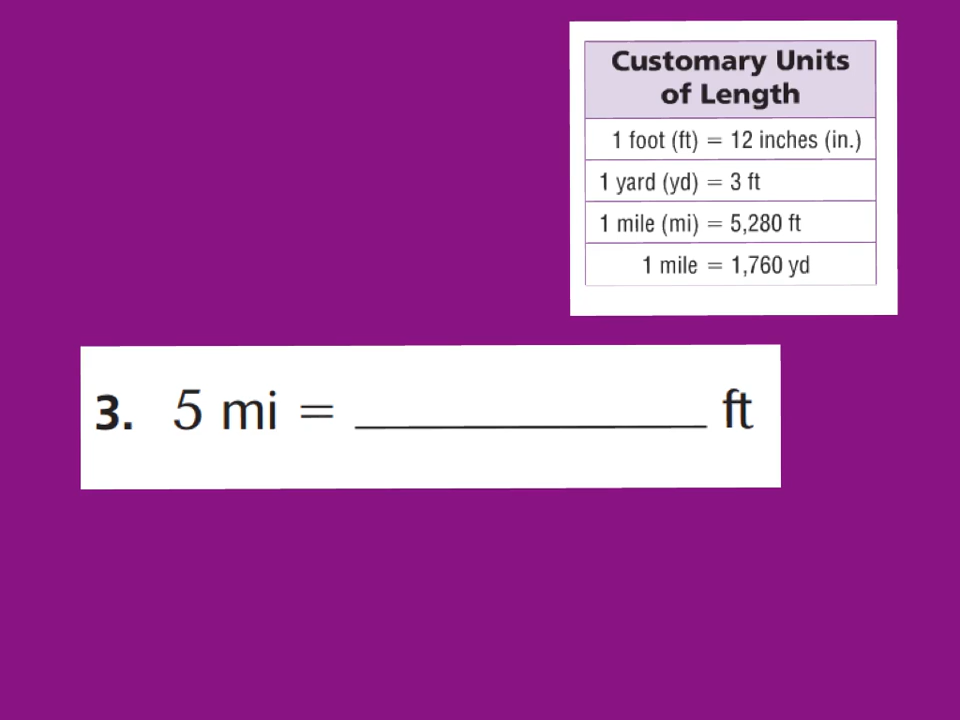 Customary Units
of Length
1 foot (ft) = 12 inches (in.)
1 yard (yd) = 3 ft
1 mile (mi) = 5,280 ft
1 mile = 1,760 yd
3. 5 mi = ____________ ft